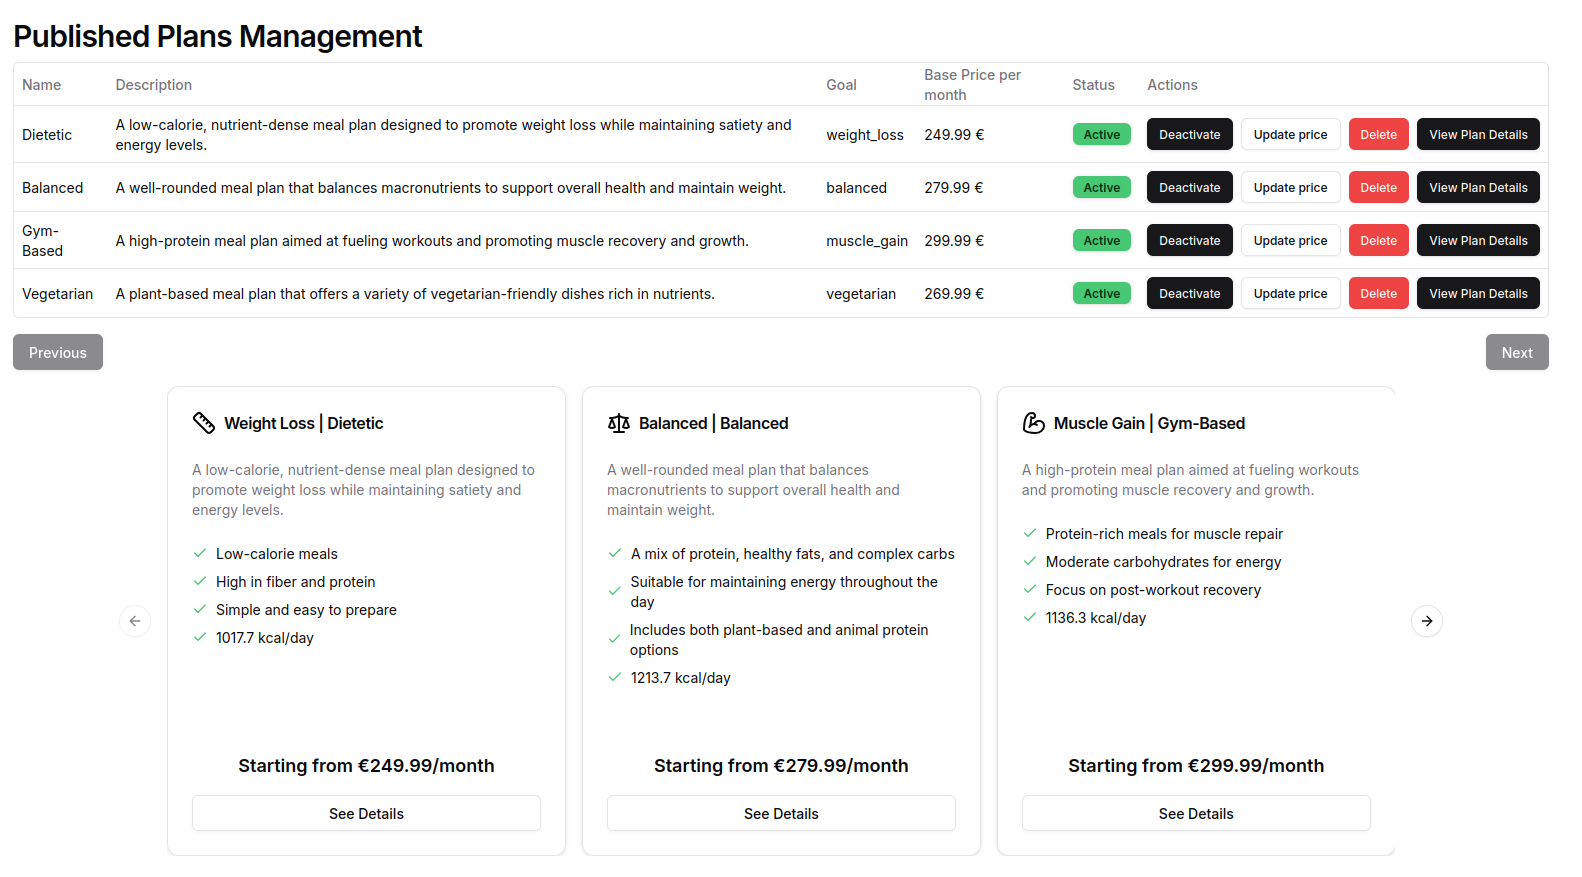 Published Plans Management
Name Description Goal Base Price per month Status Actions
Dietetic A low-calorie, nutrient-dense meal plan designed to promote weight loss while maintaining satiety and energy levels. weight_loss 249.99 € Active Deactivate Update price Delete View Plan Details
Balanced A well-rounded meal plan that balances macronutrients to support overall health and maintain weight. balanced 279.99 € Active Deactivate Update price Delete View Plan Details
Gym-Based A high-protein meal plan aimed at fueling workouts and promoting muscle recovery and growth. muscle_gain 299.99 € Active Deactivate Update price Delete View Plan Details
Vegetarian A plant-based meal plan that offers a variety of vegetarian-friendly dishes rich in nutrients. vegetarian 269.99 € Active Deactivate Update price Delete View Plan Details
Previous Next
Weight Loss | Dietetic
A low-calorie, nutrient-dense meal plan designed to
promote weight loss while maintaining satiety and
energy levels.
Low-calorie meals
High in fiber and protein
Simple and easy to prepare
1017.7 kcal/day
Starting from €249.99/month
See Details
Balanced | Balanced
A well-rounded meal plan that balances
macronutrients to support overall health and
maintain weight.
A mix of protein, healthy fats, and complex carbs
Suitable for maintaining energy throughout the
day
Includes both plant-based and animal protein
options
1213.7 kcal/day
Starting from €279.99/month
See Details
Muscle Gain | Gym-Based
A high-protein meal plan aimed at fueling workouts
and promoting muscle recovery and growth.
Protein-rich meals for muscle repair
Moderate carbohydrates for energy
Focus on post-workout recovery
1136.3 kcal/day
Starting from €299.99/month
See Details